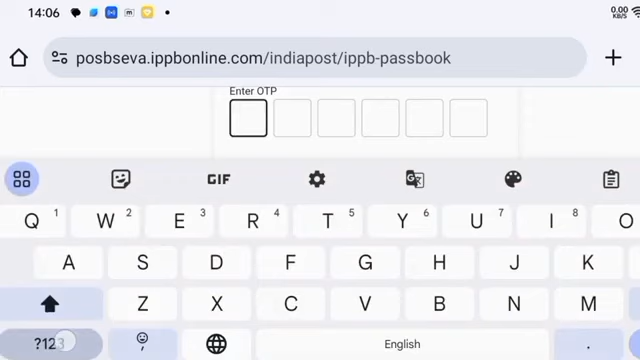 14:06
0.00
KB/S
posbseva.ippbonline.com/indiapost/ippb-passbook
Enter OTP
GIF
Q 1 W 2 E 3 R 4 T 5 Y 6 U 7 I 8 O
A S D F G H J K
Z X C V B N M
?123 , English .